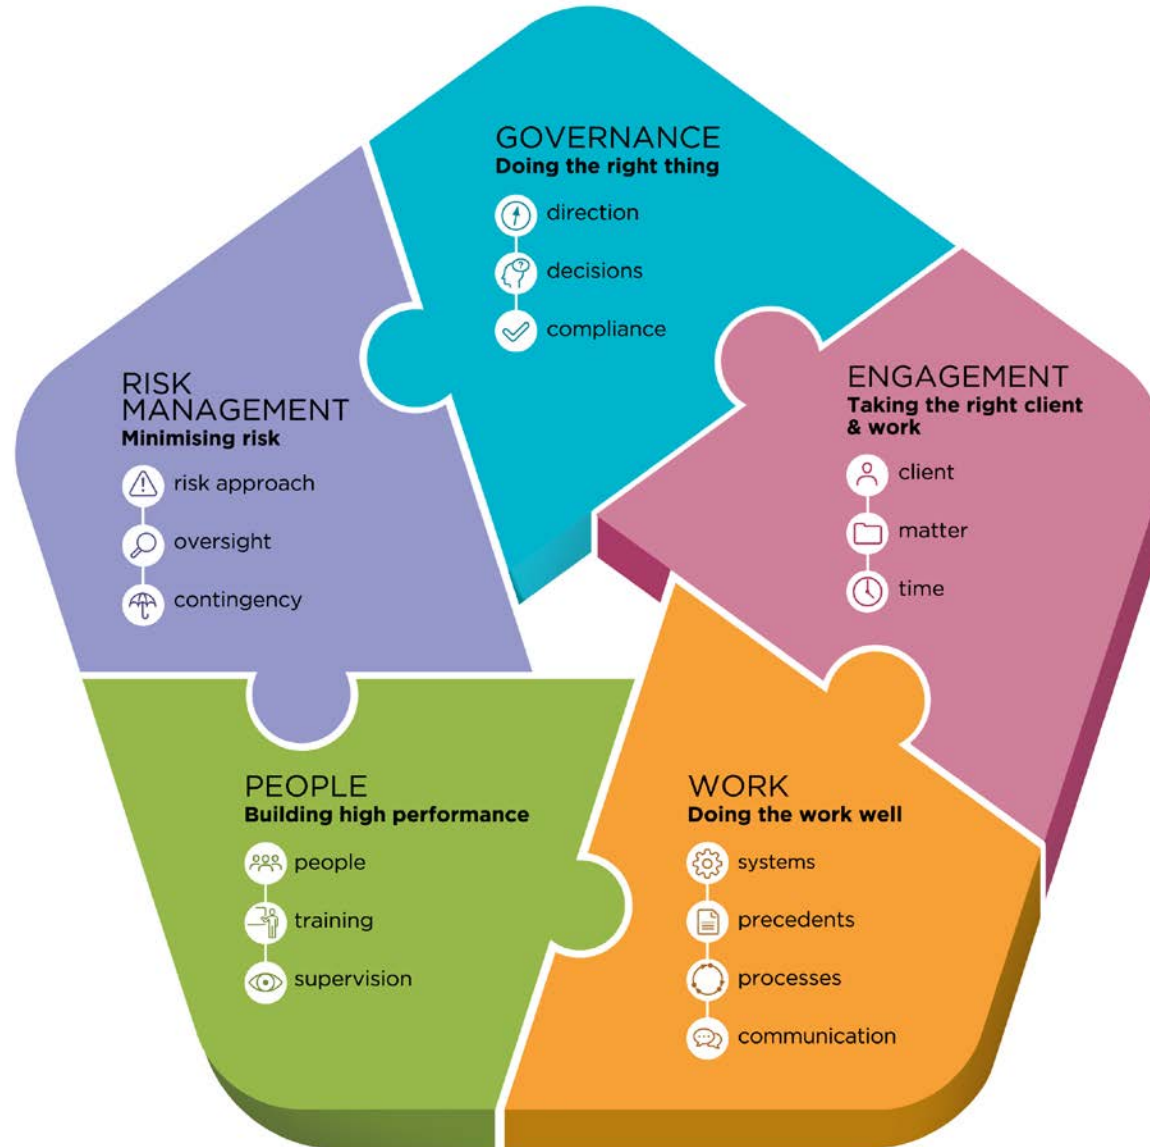 GOVERNANCE
Doing the right thing
direction
decisions
compliance
ENGAGEMENT
Taking the right client
& work
client
matter
time
WORK
Doing the work well
systems
precedents
processes
communication
PEOPLE
Building high performance
people
training
supervision
RISK
MANAGEMENT
Minimising risk
risk approach
oversight
contingency